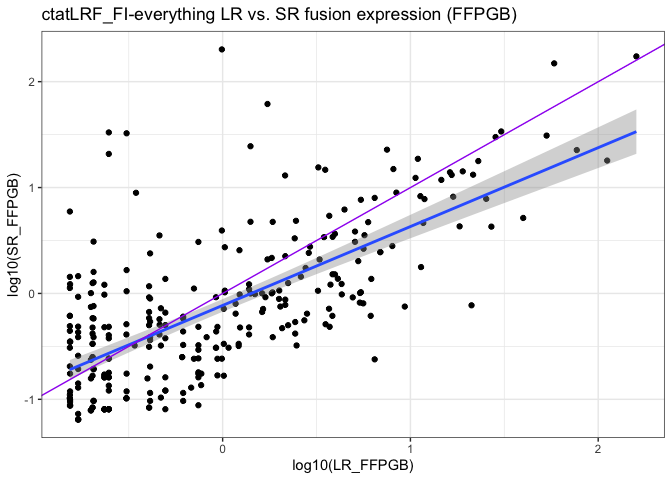 ctatLRF_FI-everything LR vs. SR fusion expression (FFPGB)
log10(SR_FFPGB)
2
1
0
-1
0
1
2
log10(LR_FFPGB)